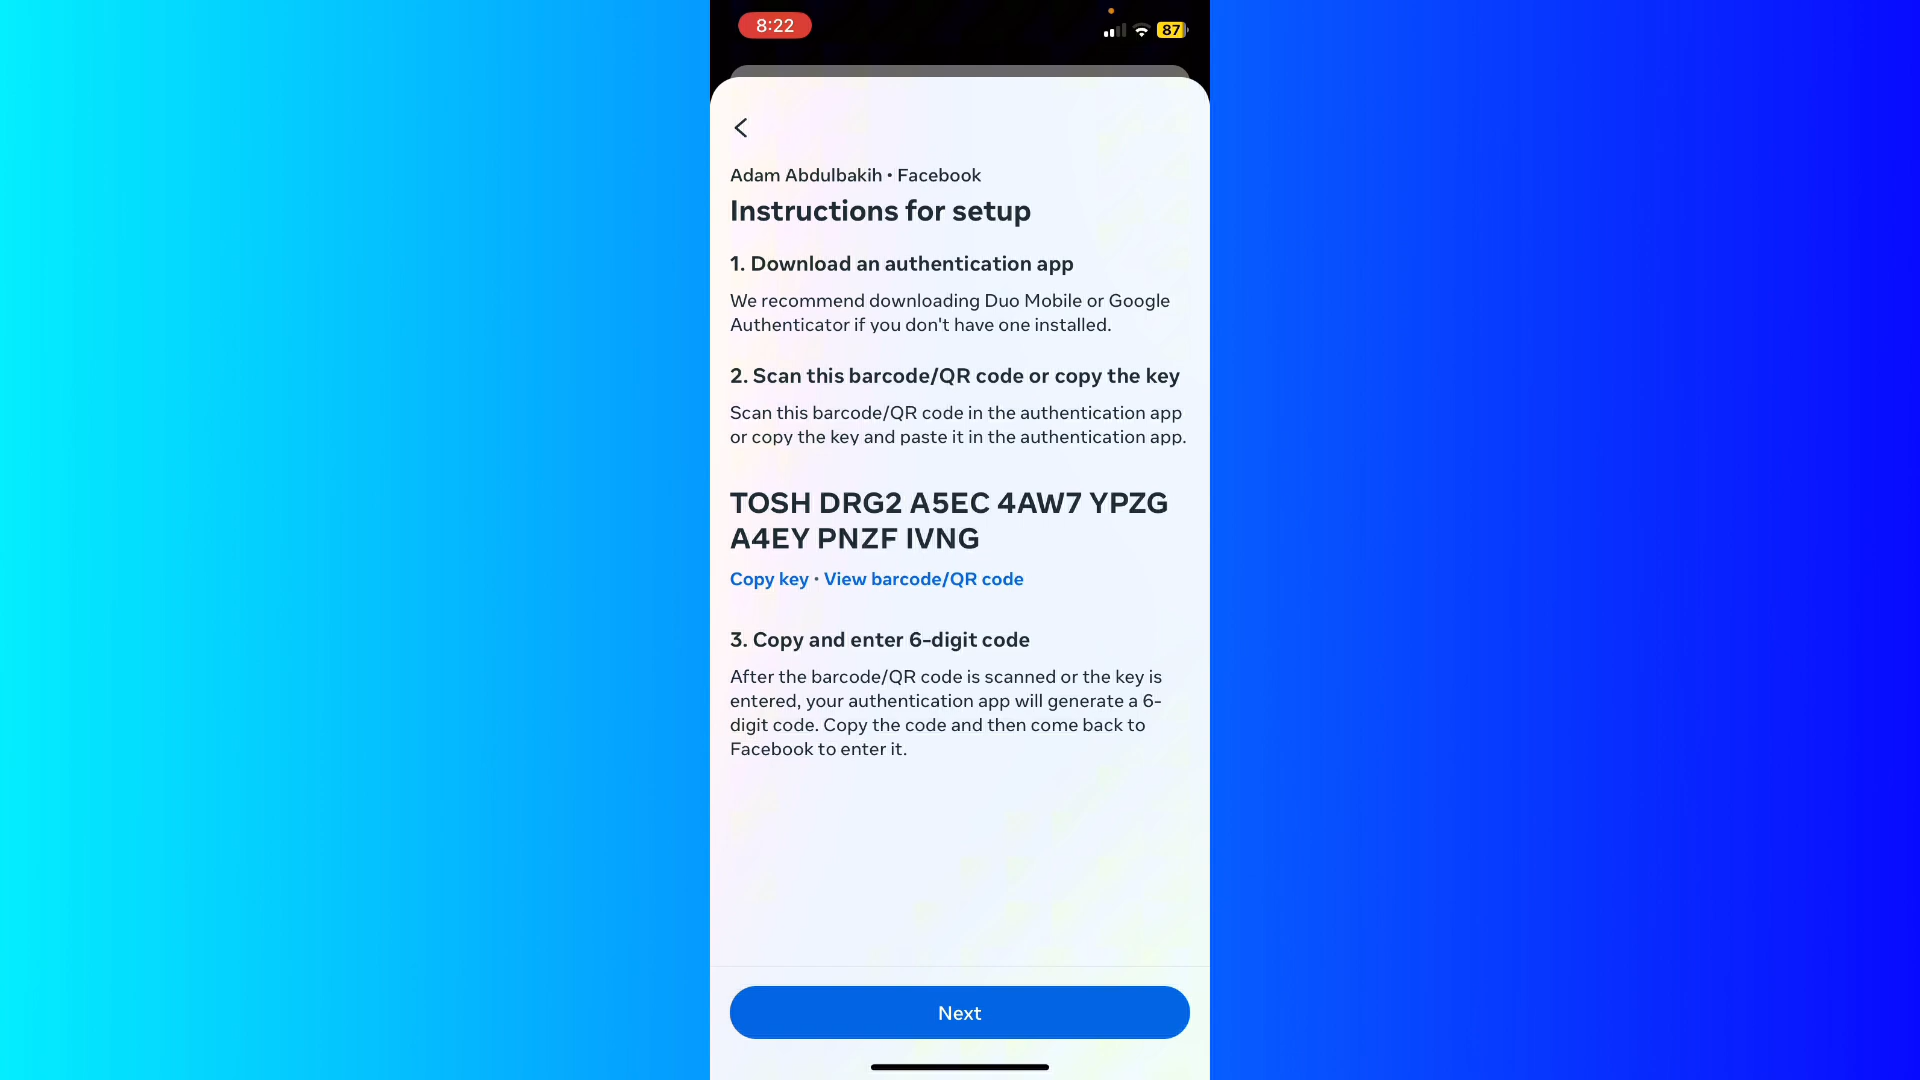 8:22
87
Adam Abdulbakih • Facebook
Instructions for setup
1. Download an authentication app
We recommend downloading Duo Mobile or Google
Authenticator if you don't have one installed.
2. Scan this barcode/QR code or copy the key
Scan this barcode/QR code in the authentication app
or copy the key and paste it in the authentication app.
TOSH DRG2 A5EC 4AW7 YPZG
A4EY PNZF IVNG
Copy key • View barcode/QR code
3. Copy and enter 6-digit code
After the barcode/QR code is scanned or the key is
entered, your authentication app will generate a 6-
digit code. Copy the code and then come back to
Facebook to enter it.
Next